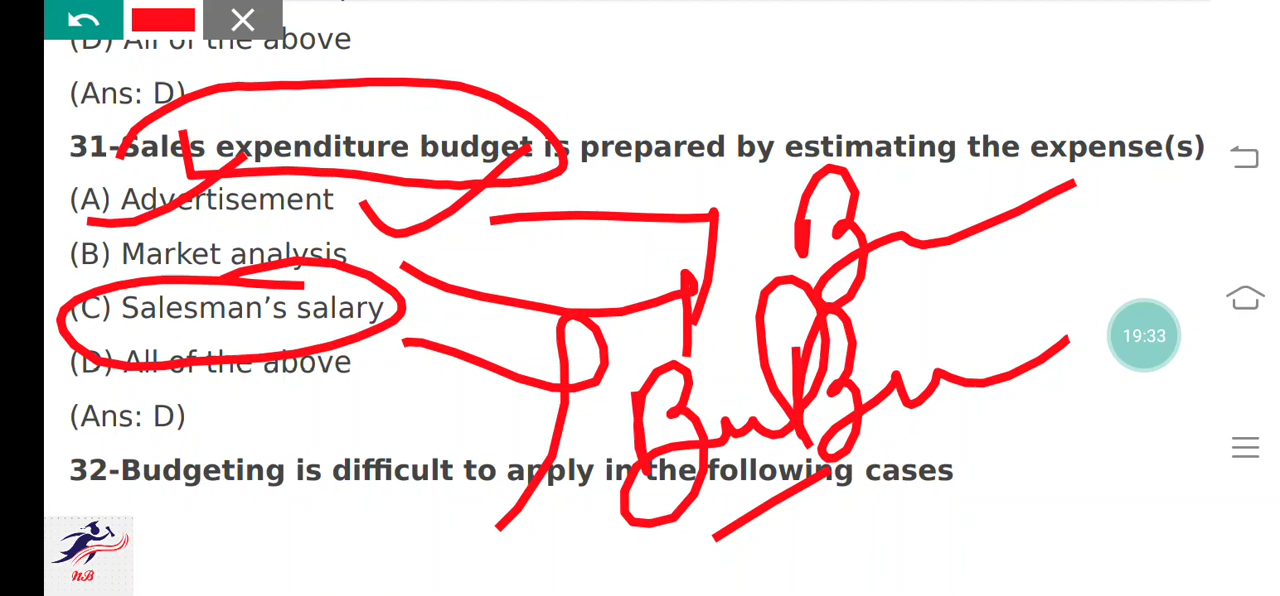 (D) All of the above
(Ans: D)
31-Sales expenditure budget is prepared by estimating the expense(s)
(A) Advertisement
(B) Market analysis
(C) Salesman’s salary
(D) All of the above
(Ans: D)
32-Budgeting is difficult to apply in the following cases
19:33
NB